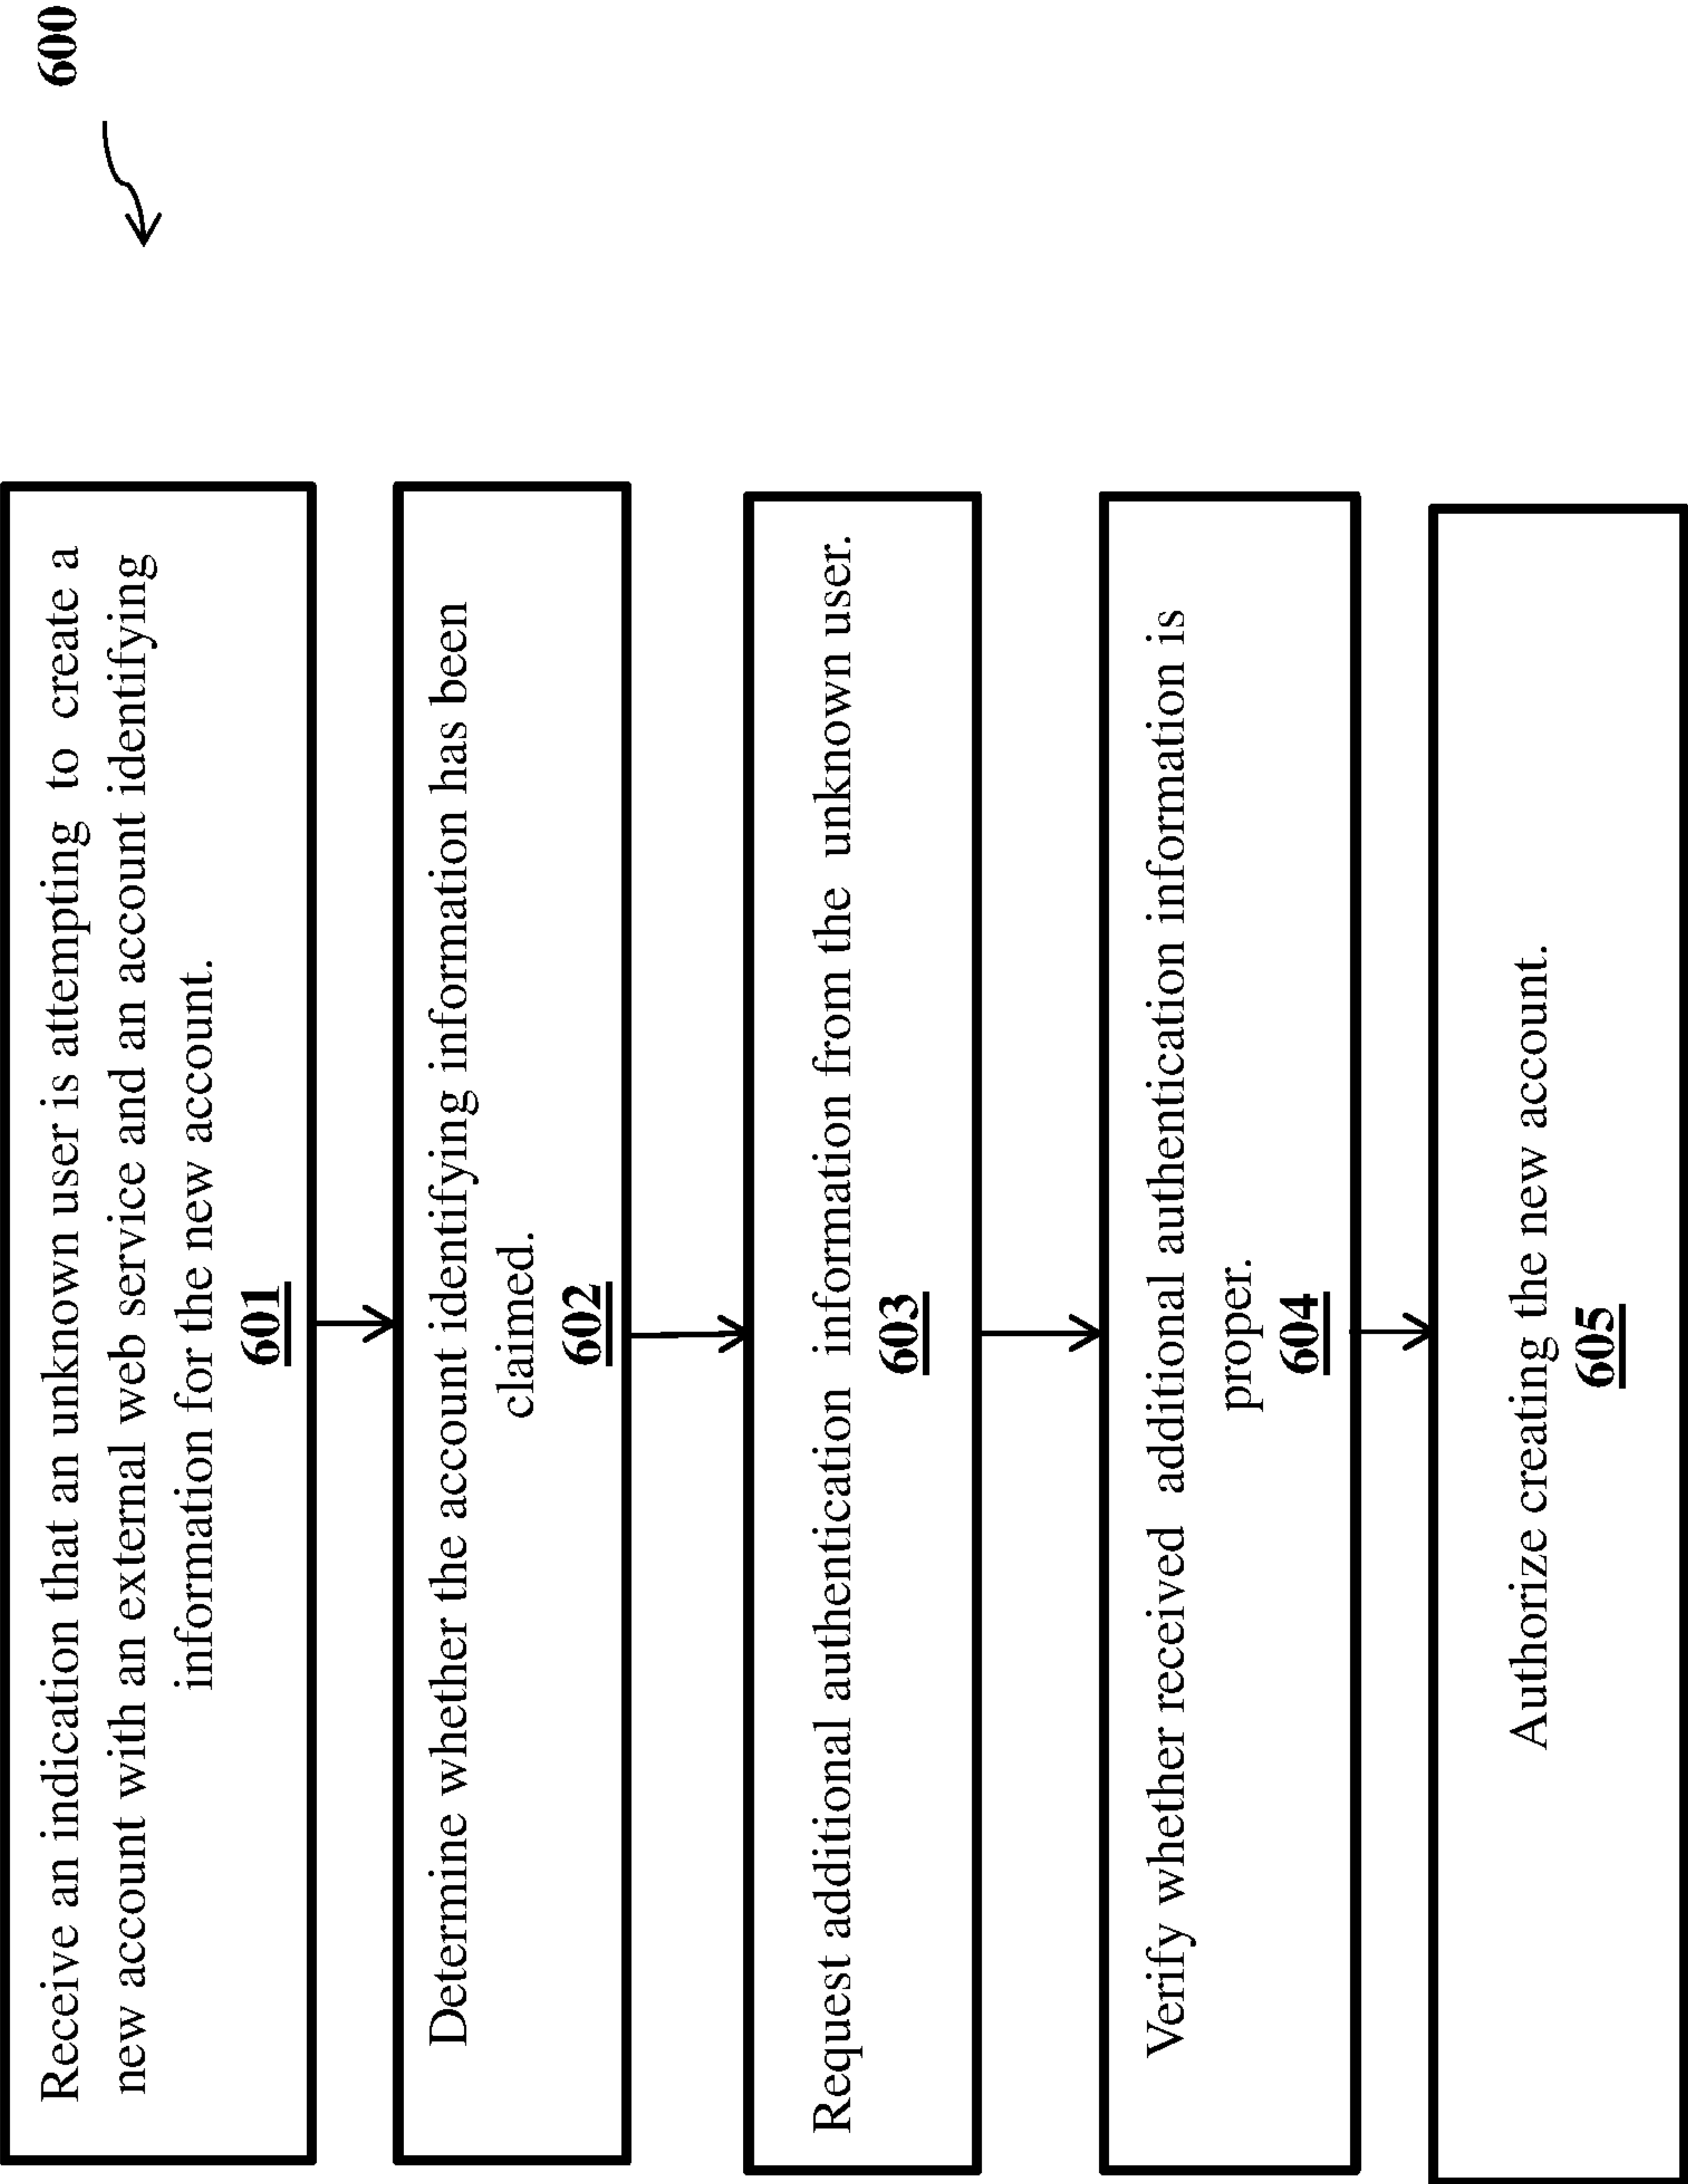 600
Receive an indication that an unknown user is attempting to create a
new account with an external web service and an account identifying
information for the new account.
601
Determine whether the account identifying information has been
claimed.
602
Request additional authentication information from the unknown user.
603
Verify whether received additional authentication information is
proper.
604
Authorize creating the new account.
605